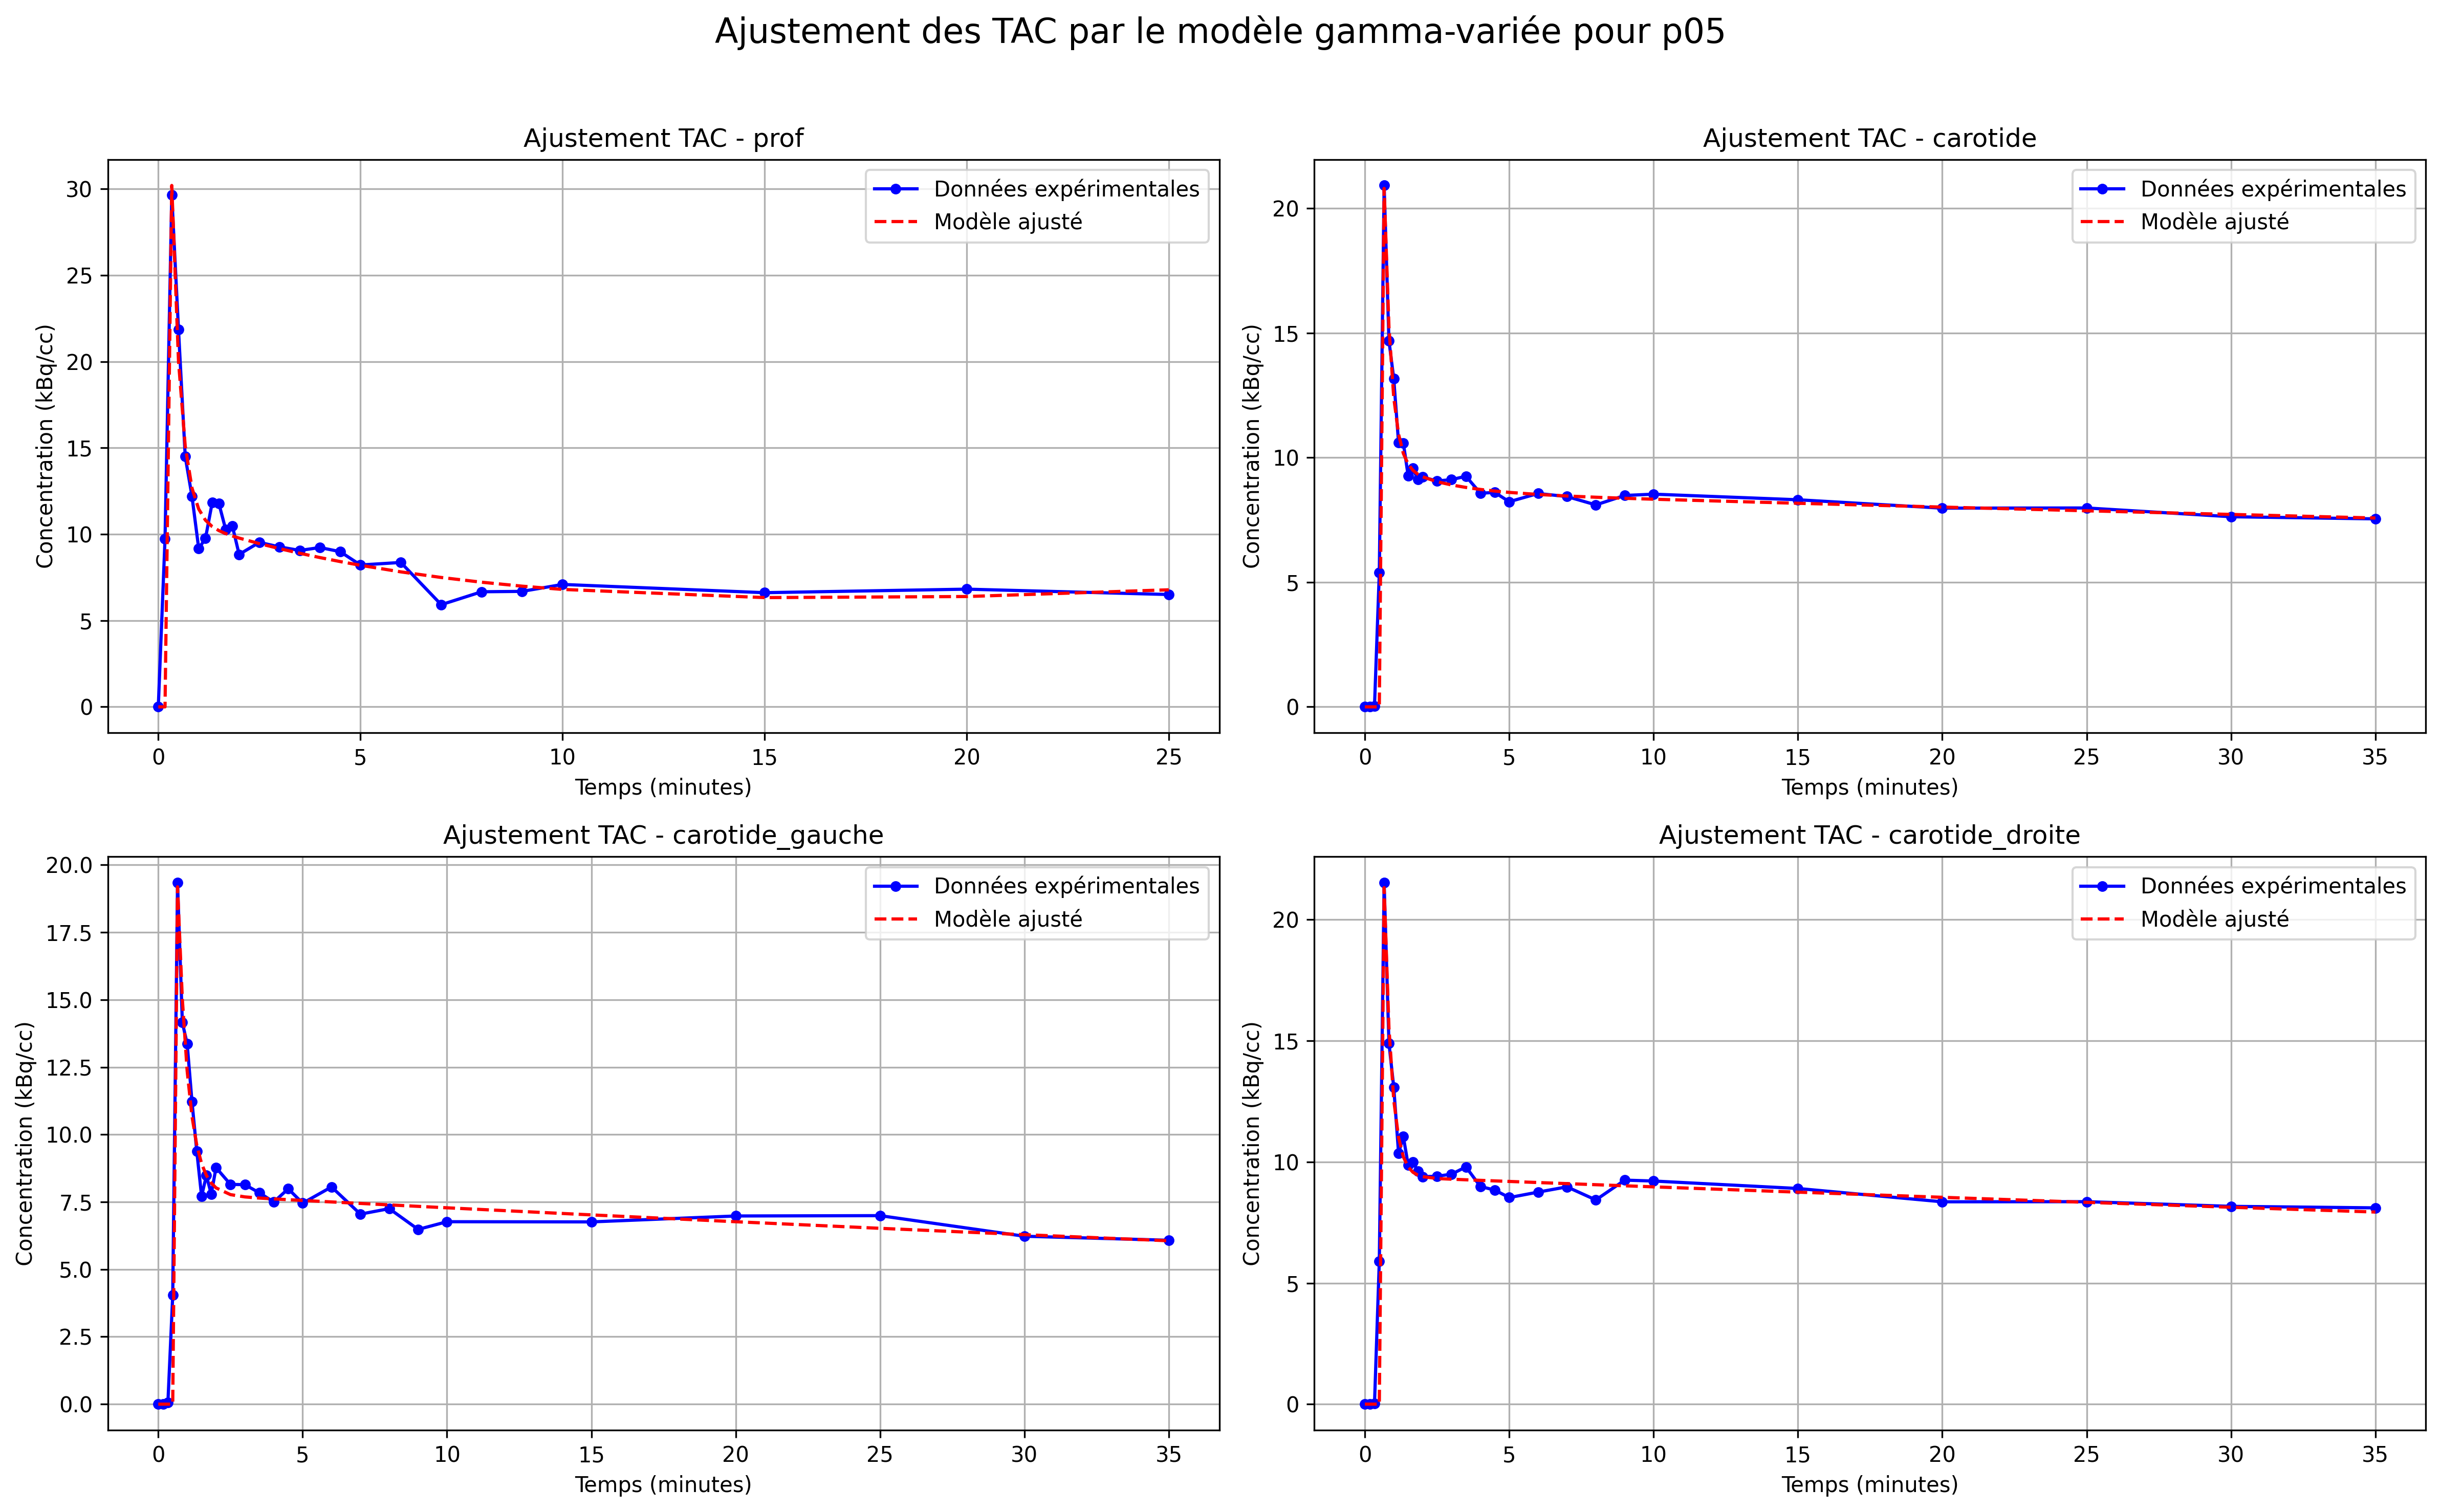 Ajustement des TAC par le modèle gamma-variée pour p05
Ajustement TAC - prof
Concentration (kBq/cc)
30
25
20
15
10
5
0
Données expérimentales
Modèle ajusté
0 5 10 15 20 25
Temps (minutes)
Ajustement TAC - carotide
Concentration (kBq/cc)
20
15
10
5
0
Données expérimentales
Modèle ajusté
0 5 10 15 20 25 30 35
Temps (minutes)
Ajustement TAC - carotide_gauche
Concentration (kBq/cc)
20.0
17.5
15.0
12.5
10.0
7.5
5.0
2.5
0.0
Données expérimentales
Modèle ajusté
0 5 10 15 20 25 30 35
Temps (minutes)
Ajustement TAC - carotide_droite
Concentration (kBq/cc)
20
15
10
5
0
Données expérimentales
Modèle ajusté
0 5 10 15 20 25 30 35
Temps (minutes)